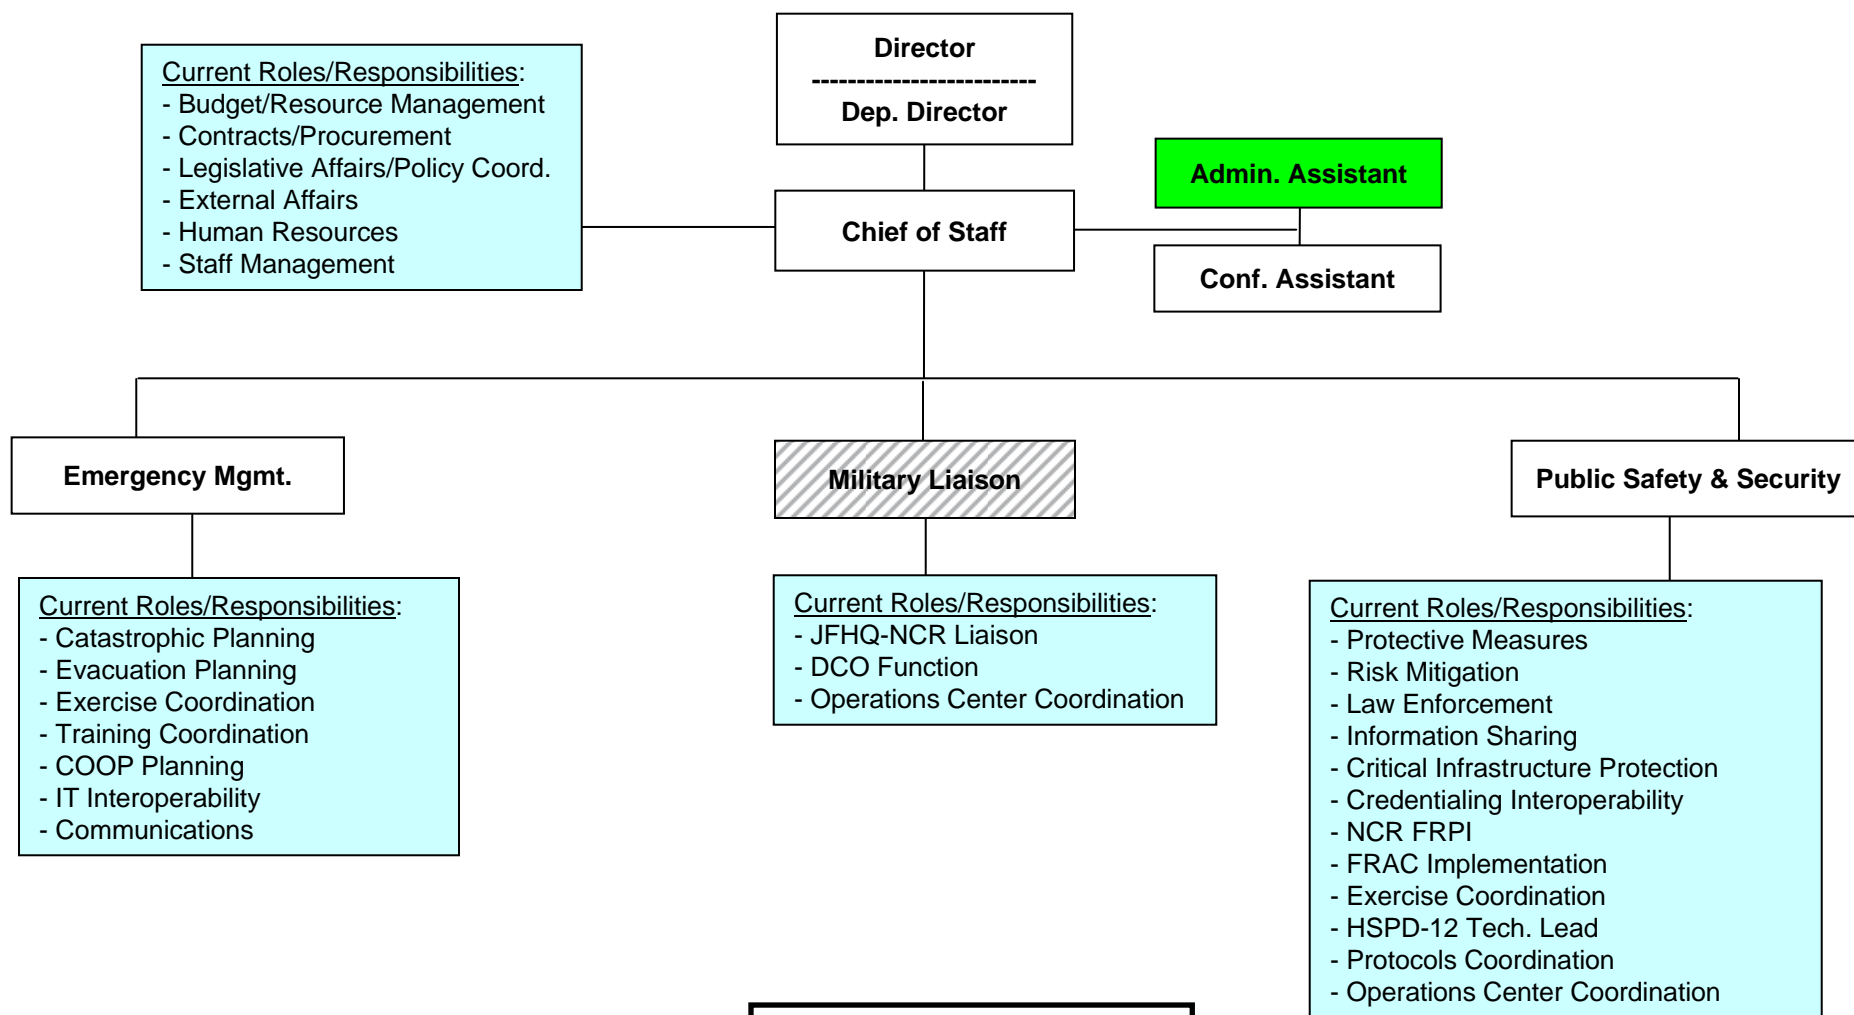 Director
-------------------------
Dep. Director
Current Roles/Responsibilities:
- Budget/Resource Management
- Contracts/Procurement
- Legislative Affairs/Policy Coord.
- External Affairs
- Human Resources
- Staff Management
Chief of Staff
Admin. Assistant
Conf. Assistant
Emergency Mgmt.
Current Roles/Responsibilities:
- Catastrophic Planning
- Evacuation Planning
- Exercise Coordination
- Training Coordination
- COOP Planning
- IT Interoperability
- Communications
Military Liaison
Current Roles/Responsibilities:
- JFHQ-NCR Liaison
- DCO Function
- Operations Center Coordination
Public Safety & Security
Current Roles/Responsibilities:
- Protective Measures
- Risk Mitigation
- Law Enforcement
- Information Sharing
- Critical Infrastructure Protection
- Credentialing Interoperability
- NCR FRPI
- FRAC Implementation
- Exercise Coordination
- HSPD-12 Tech. Lead
- Protocols Coordination
- Operations Center Coordination